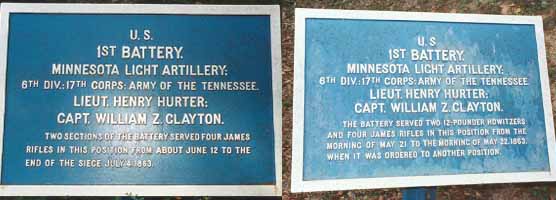 U.S.
1ST BATTERY.
MINNESOTA LIGHT ARTILLERY;
6TH DIV.: 17TH CORPS: ARMY OF THE TENNESSEE.
LIEUT. HENRY HURTER;
CAPT. WILLIAM Z. CLAYTON.
TWO SECTIONS OF THE BATTERY SERVED FOUR JAMES
RIFLES IN THIS POSITION FROM ABOUT JUNE 12 TO THE
END OF THE SIEGE JULY 4, 1863.
U.S.
1ST BATTERY.
MINNESOTA LIGHT ARTILLERY;
6TH DIV.: 17TH CORPS: ARMY OF THE TENNESSEE.
LIEUT. HENRY HURTER;
CAPT. WILLIAM Z. CLAYTON.
THE BATTERY SERVED TWO 12-POUNDER HOWITZERS
AND FOUR JAMES RIFLES IN THIS POSITION FROM THE
MORNING OF MAY 21 TO THE MORNING OF MAY 22, 1863,
WHEN IT WAS ORDERED TO ANOTHER POSITION.